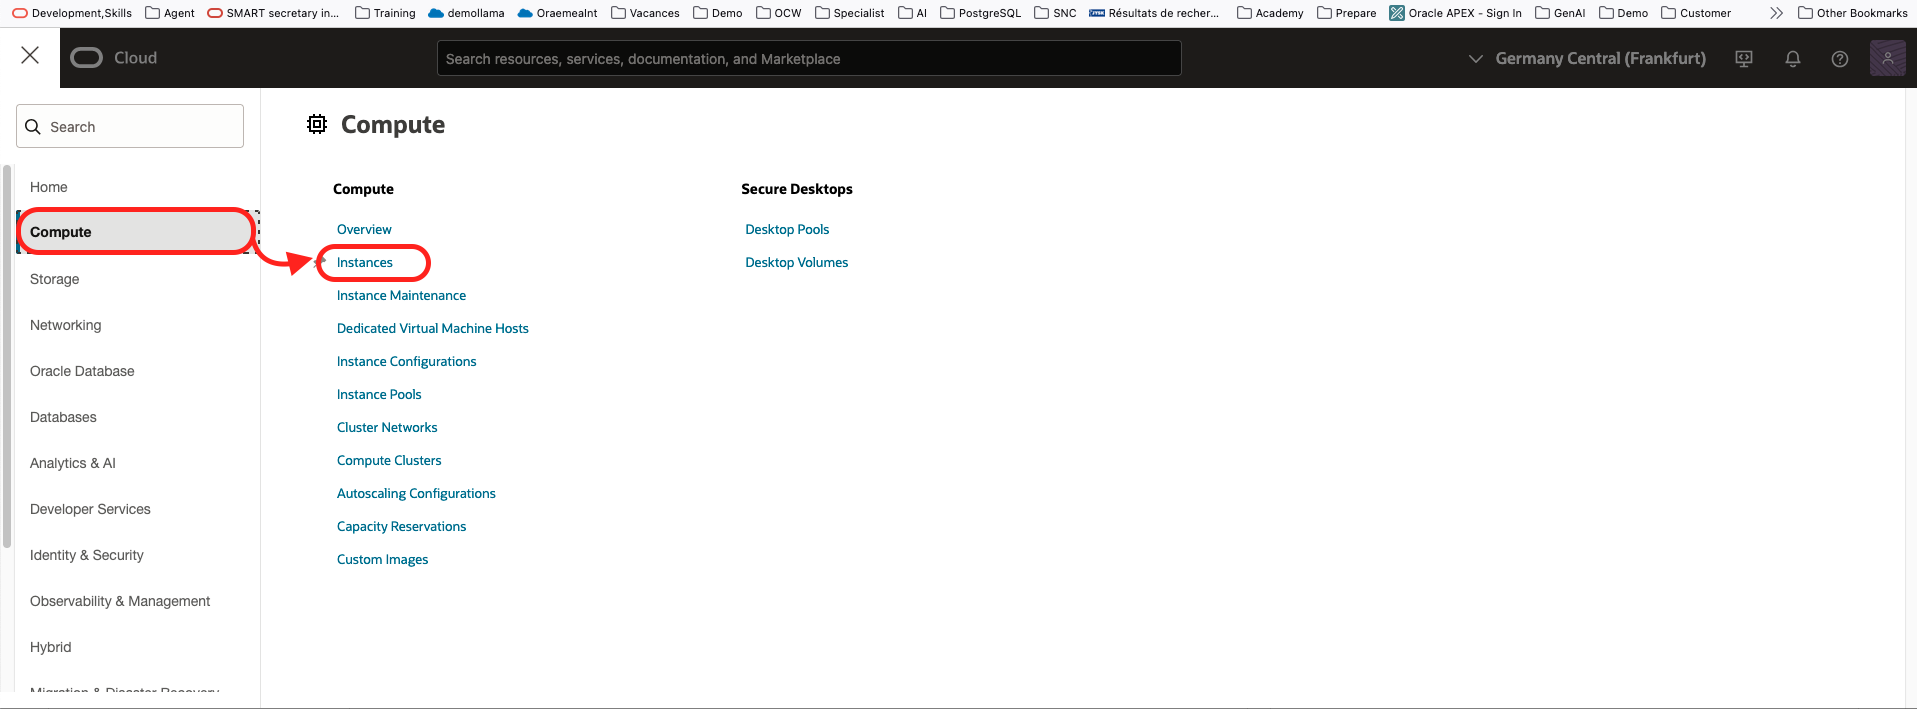 Development,Skills Agent SMART secretary in... Training demollama OraemeaInt Vacances Demo OCW Specialist AI PostgreSQL SNC Résultats de recher... Academy Prepare Oracle APEX - Sign In GenAI Demo Customer Other Bookmarks
Cloud
Search resources, services, documentation, and Marketplace
Germany Central (Frankfurt)
Search
Home
Compute
Storage
Networking
Oracle Database
Databases
Analytics & AI
Developer Services
Identity & Security
Observability & Management
Hybrid
Migration & Disaster Recovery
Compute
Compute
Overview
Instances
Instance Maintenance
Dedicated Virtual Machine Hosts
Instance Configurations
Instance Pools
Cluster Networks
Compute Clusters
Autoscaling Configurations
Capacity Reservations
Custom Images
Secure Desktops
Desktop Pools
Desktop Volumes